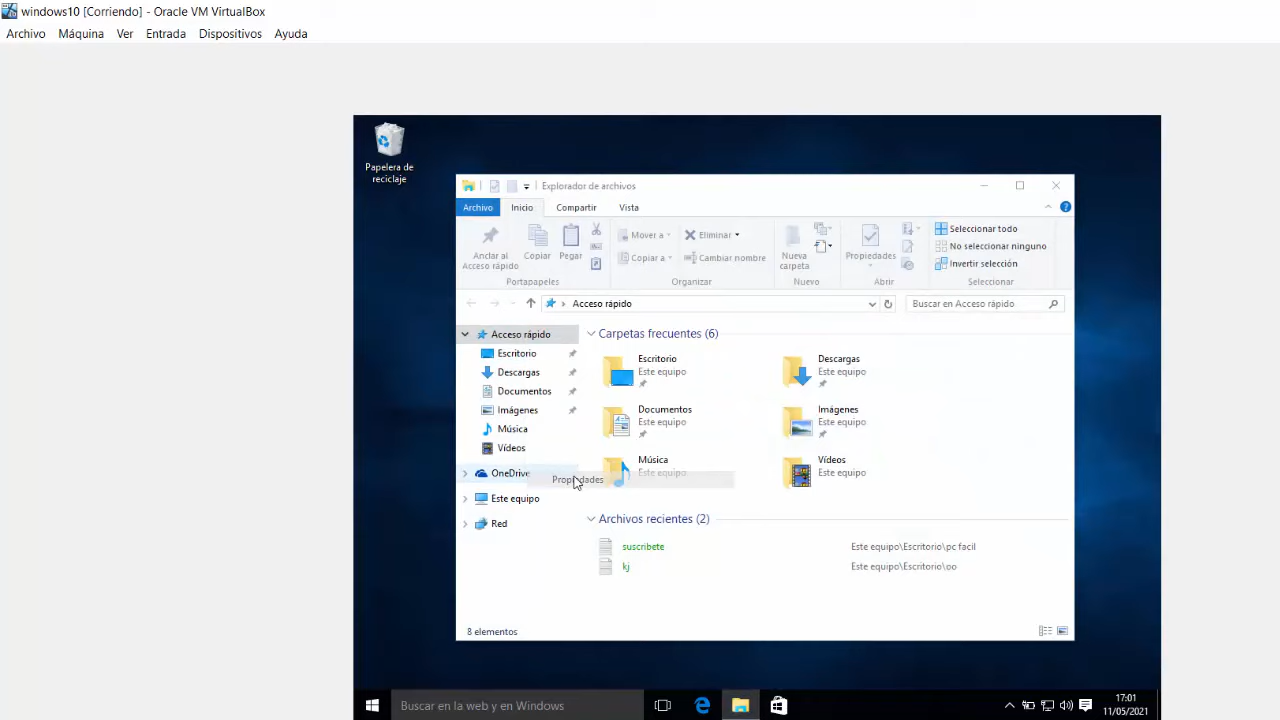 windows10 [Corriendo] - Oracle VM VirtualBox
Archivo Máquina Ver Entrada Dispositivos Ayuda
Papelera de
reciclaje
Explorador de archivos
Archivo Inicio Compartir Vista
Anclar al
Acceso rápido
Copiar
Pegar
Portapapeles
Mover a
Copiar a
Eliminar
Cambiar nombre
Organizar
Nueva
carpeta
Nuevo
Propiedades
Abrir
Seleccionar todo
No seleccionar ninguno
Invertir selección
Seleccionar
Acceso rápido
Buscar en Acceso rápido
Acceso rápido
Escritorio
Descargas
Documentos
Imágenes
Música
Vídeos
OneDrive
Este equipo
Red
Propiedades
Carpetas frecuentes (6)
Escritorio
Este equipo
Descargas
Este equipo
Documentos
Este equipo
Imágenes
Este equipo
Música
Este equipo
Vídeos
Este equipo
Archivos recientes (2)
suscribete Este equipo\Escritorio\pc facil
kj Este equipo\Escritorio\oo
8 elementos
Buscar en la web y en Windows
17:01
11/05/2021